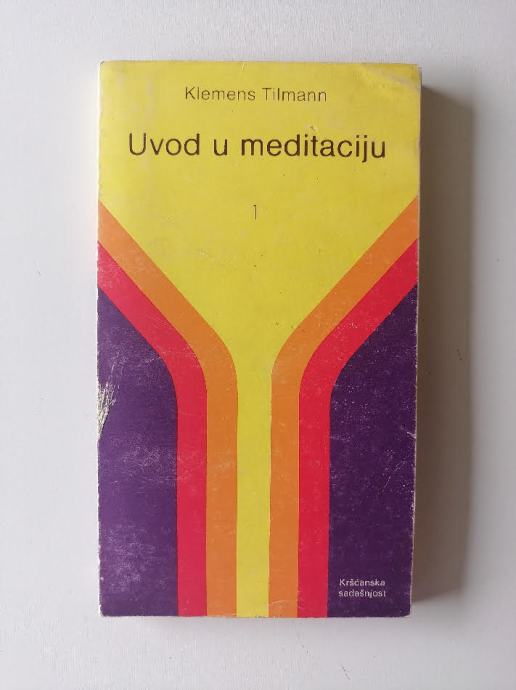 Klemens Tilmann
Uvod u meditaciju
1
Kršćanska
sadašnjost